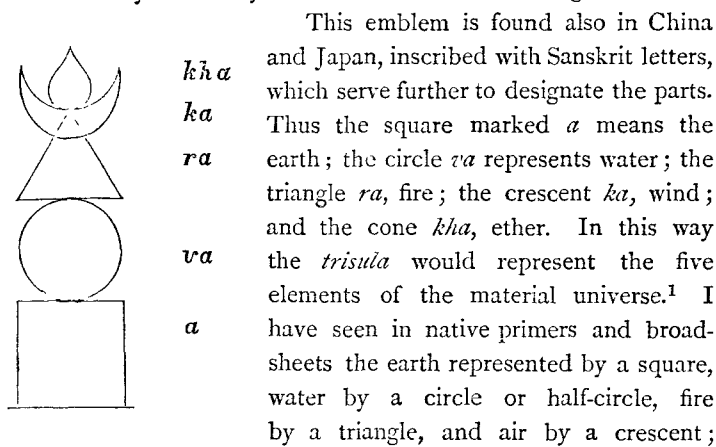 This emblem is found also in China
and Japan, inscribed with Sanskrit letters,
which serve further to designate the parts.
Thus the square marked a means the
earth; the circle va represents water; the
triangle ra, fire; the crescent ka, wind;
and the cone kha, ether. In this way
the trisula would represent the five
elements of the material universe.¹ I
have seen in native primers and broad-
sheets the earth represented by a square,
water by a circle or half-circle, fire
by a triangle, and air by a crescent;
kha
ka
ra
va
a